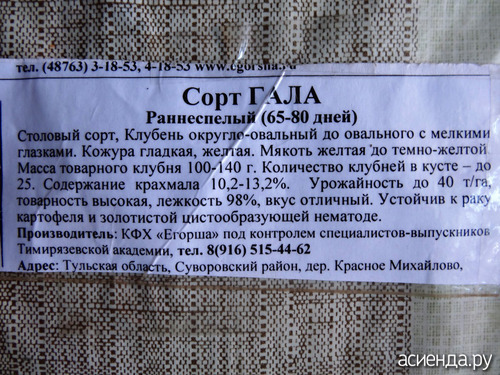 тел. (48763) 3-18-53, 4-18-53 www.egorsha.ru
Сорт ГАЛА
Раннеспелый (65-80 дней)
Столовый сорт, Клубень округло-овальный до овального с мелкими
глазками. Кожура гладкая, желтая. Мякоть желтая до темно-желтой
Масса товарного клубня 100-140 г. Количество клубней в кусте – до
25. Содержание крахмала 10,2-13,2%. Урожайность до 40 т/га,
товарность высокая, лежкость 98%, вкус отличный. Устойчив к раку
картофеля и золотистой цистообразующей нематоде.
Производитель: КФХ «Егорша» под контролем специалистов-выпускников
Тимирязевской академии, тел. 8(916) 515-44-62
Адрес: Тульская область, Суворовский район, дер. Красное Михайлово,
асиенда.ру